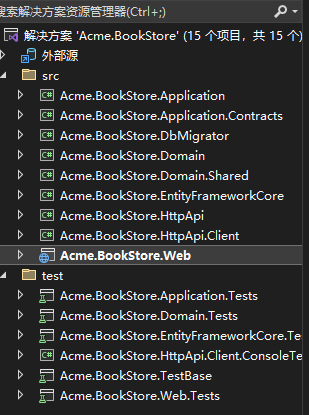 搜索解决方案资源管理器(Ctrl+;)
解决方案 'Acme.BookStore' (15 个项目，共 15 个)
外部源
src
C# Acme.BookStore.Application
C# Acme.BookStore.Application.Contracts
C# Acme.BookStore.DbMigrator
C# Acme.BookStore.Domain
C# Acme.BookStore.Domain.Shared
C# Acme.BookStore.EntityFrameworkCore
C# Acme.BookStore.HttpApi
C# Acme.BookStore.HttpApi.Client
Acme.BookStore.Web
test
Acme.BookStore.Application.Tests
Acme.BookStore.Domain.Tests
Acme.BookStore.EntityFrameworkCore.Te
C# Acme.BookStore.HttpApi.Client.ConsoleTe
Acme.BookStore.TestBase
Acme.BookStore.Web.Tests